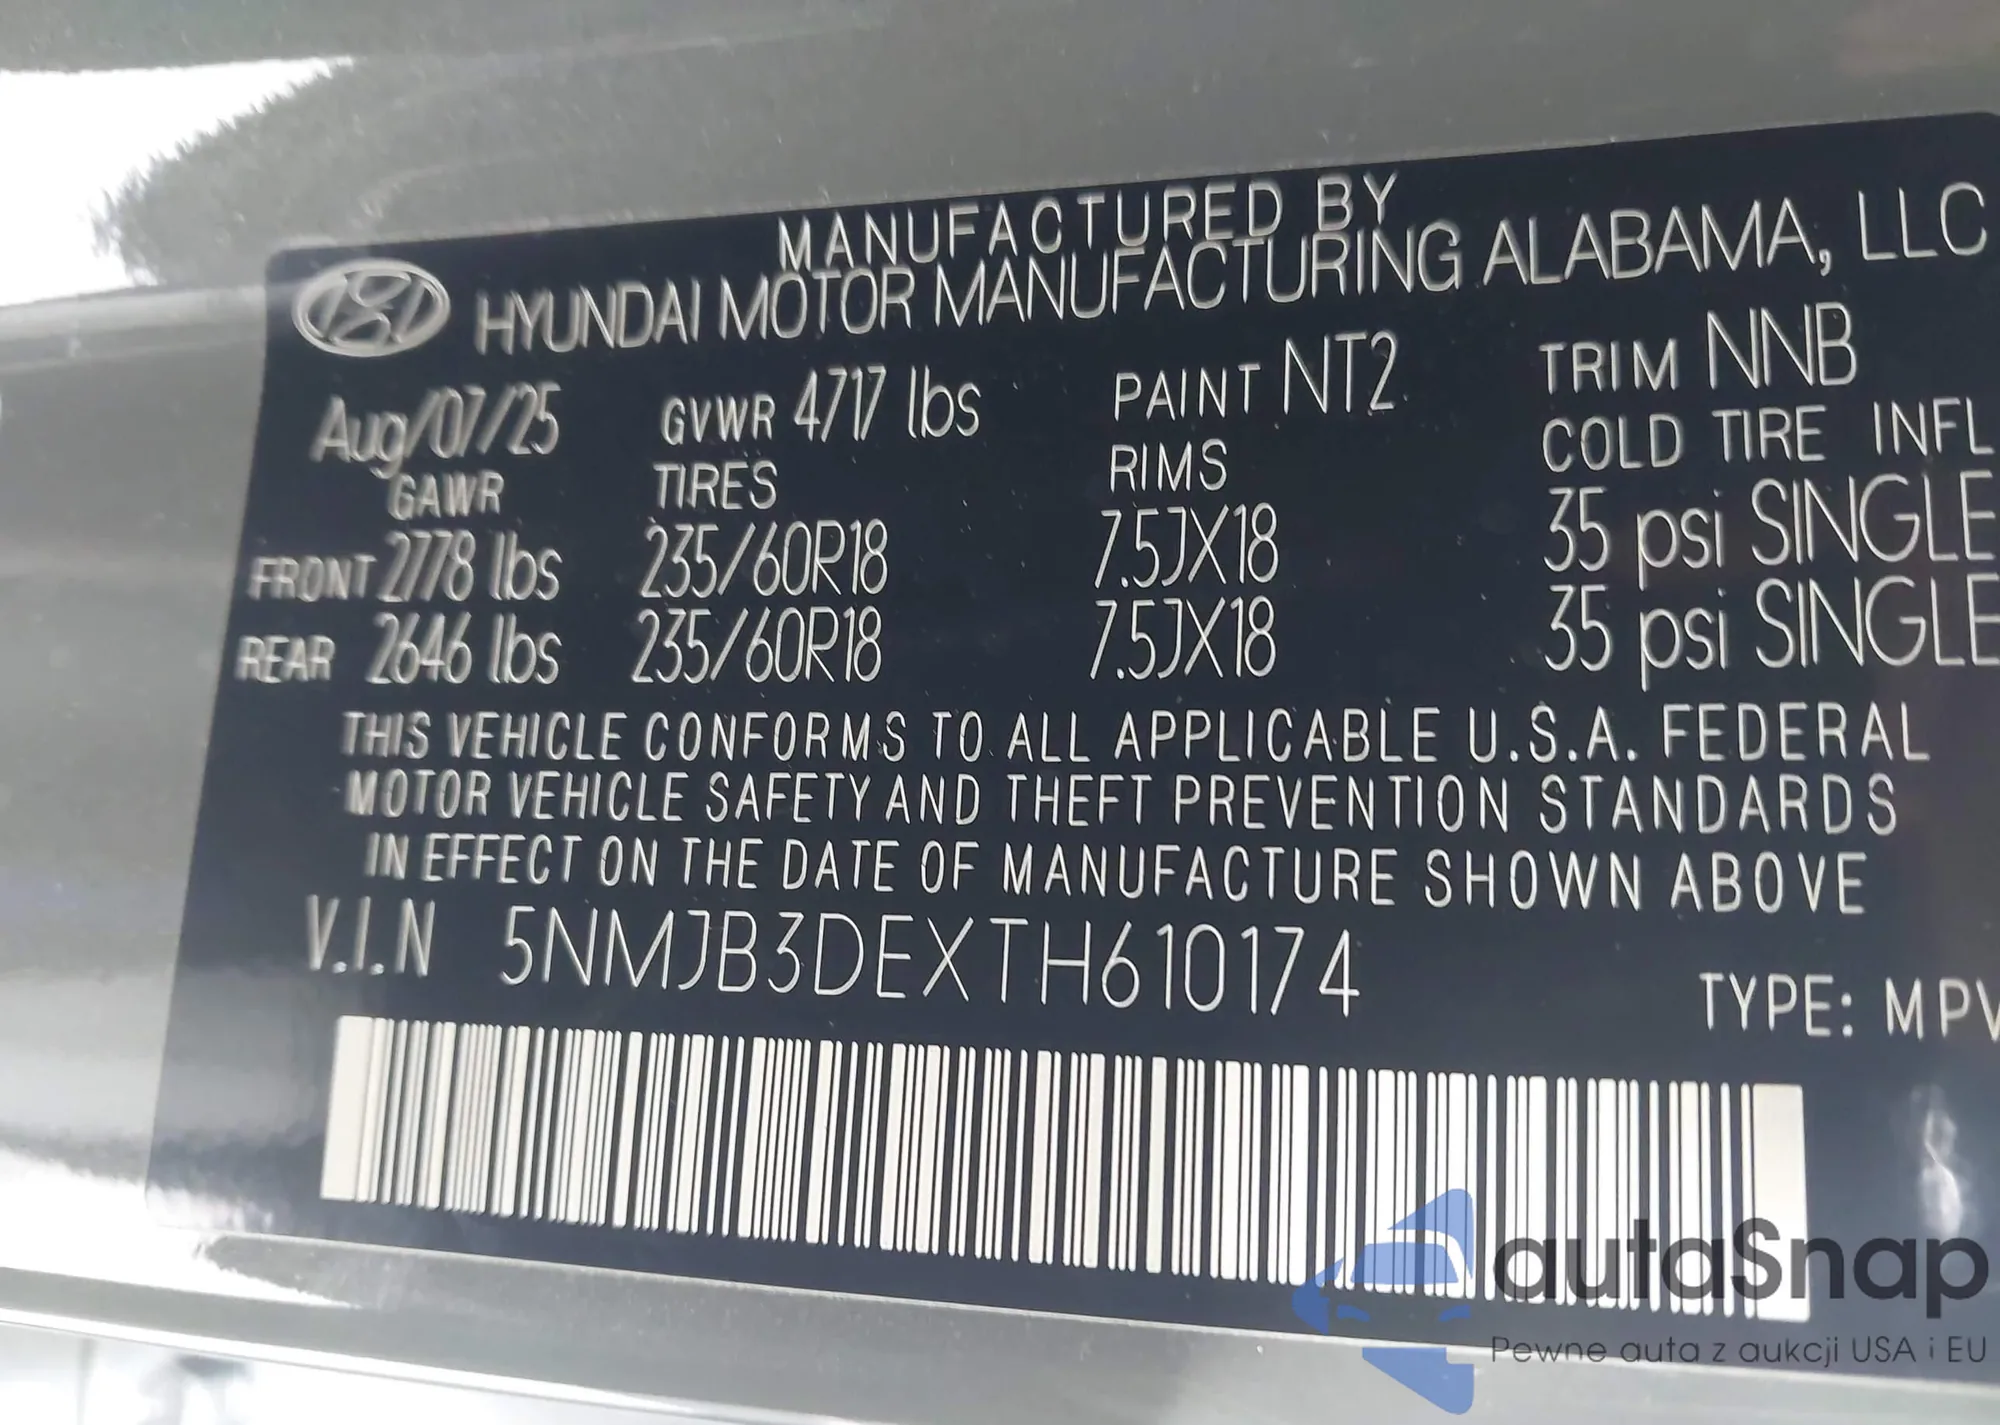 MANUFACTURED BY
HYUNDAI MOTOR MANUFACTURING ALABAMA, LLC
Aug/07/25 GVWR 4717 lbs PAINT NT2 TRIM NNB
GAWR TIRES RIMS COLD TIRE INFL
FRONT 2778 lbs 235/60R18 7.5JX18 35 psi SINGLE
REAR 2646 lbs 235/60R18 7.5JX18 35 psi SINGLE
THIS VEHICLE CONFORMS TO ALL APPLICABLE U.S.A. FEDERAL
MOTOR VEHICLE SAFETY AND THEFT PREVENTION STANDARDS
IN EFFECT ON THE DATE OF MANUFACTURE SHOWN ABOVE
V.I.N 5NMJB3DEXTH610174
TYPE: MPV
autaSnap
Pewne auta z aukcji USA i EU